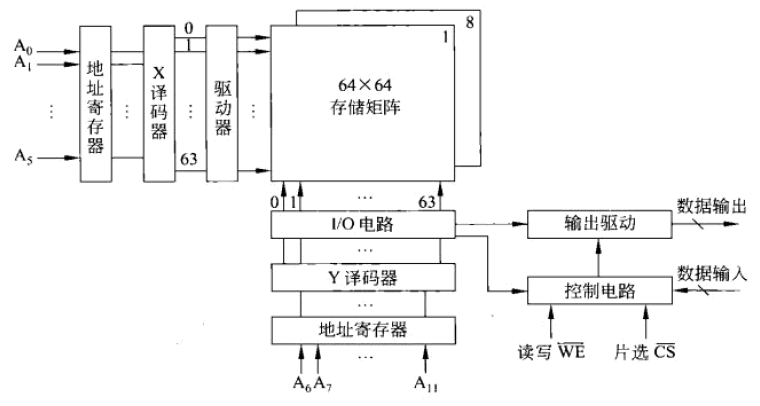 8
0
1
A₀
1
A₁
地址寄存器
X译码器
驱动器
64×64
存储矩阵
⋮
⋮
⋮
⋮
A₅
63
…
0 1 63
数据输出
I/O 电路
输出驱动
…
数据输入
Y 译码器
控制电路
…
地址寄存器
读写 W̅E̅
片选 C̅S̅
…
A₆ A₇ A₁₁